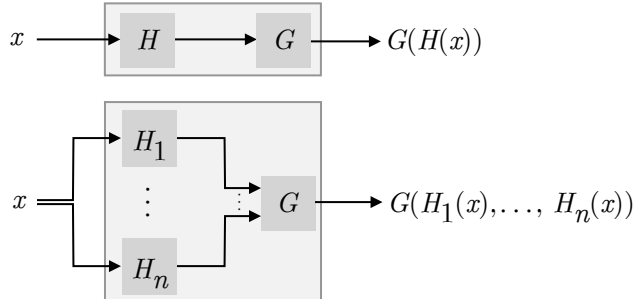 x H G G(H(x))
H₁
x ⋮ ⋮ G G(H₁(x),..., Hₙ(x))
Hₙ